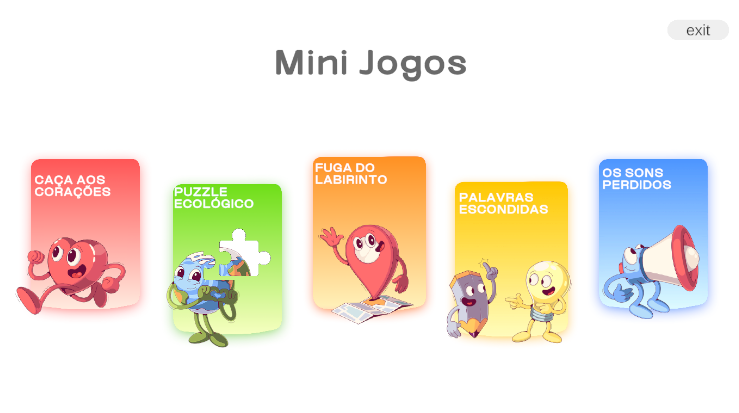 exit
Mini Jogos
CAÇA AOS
CORAÇÕES
PUZZLE
ECOLÓGICO
FUGA DO
LABIRINTO
PALAVRAS
ESCONDIDAS
OS SONS
PERDIDOS